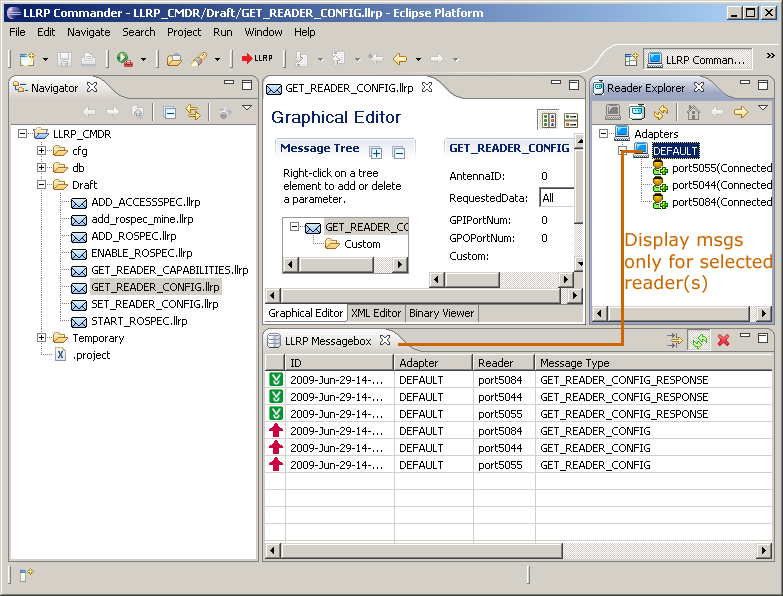 LLRP Commander - LLRP_CMDR/Draft/GET_READER_CONFIG.llrp - Eclipse Platform
File Edit Navigate Search Project Run Window Help
LLRP
LLRP Comman...
»
Navigator
LLRP_CMDR
cfg
db
Draft
ADD_ACCESSSPEC.llrp
add_rospec_mine.llrp
ADD_ROSPEC.llrp
ENABLE_ROSPEC.llrp
GET_READER_CAPABILITIES.llrp
GET_READER_CONFIG.llrp
SET_READER_CONFIG.llrp
START_ROSPEC.llrp
Temporary
.project
GET_READER_CONFIG.llrp
Graphical Editor
Message Tree
Right-click on a tree
element to add or delete
a parameter.
GET_READER_CO
Custom
GET_READER_CONFIG
AntennaID: 0
RequestedData: All
GPIPortNum: 0
GPOPortNum: 0
Custom:
Graphical Editor XML Editor Binary Viewer
Reader Explorer
Adapters
DEFAULT
port5055(Connected
port5044(Connected
port5084(Connected
Display msgs
only for selected
reader(s)
LLRP Messagebox
ID Adapter Reader Message Type
2009-Jun-29-14-... DEFAULT port5084 GET_READER_CONFIG_RESPONSE
2009-Jun-29-14-... DEFAULT port5044 GET_READER_CONFIG_RESPONSE
2009-Jun-29-14-... DEFAULT port5055 GET_READER_CONFIG_RESPONSE
2009-Jun-29-14-... DEFAULT port5084 GET_READER_CONFIG
2009-Jun-29-14-... DEFAULT port5044 GET_READER_CONFIG
2009-Jun-29-14-... DEFAULT port5055 GET_READER_CONFIG